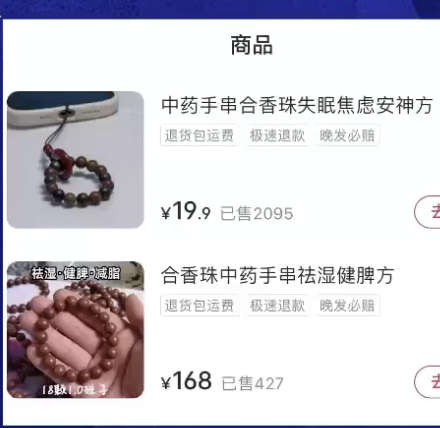 商品
中药手串合香珠失眠焦虑安神方
退货包运费 极速退款 晚发必赔
¥19.9 已售2095
去
祛湿·健脾·减脂
18颗1.0珠子
合香珠中药手串祛湿健脾方
退货包运费 极速退款 晚发必赔
¥168 已售427
去